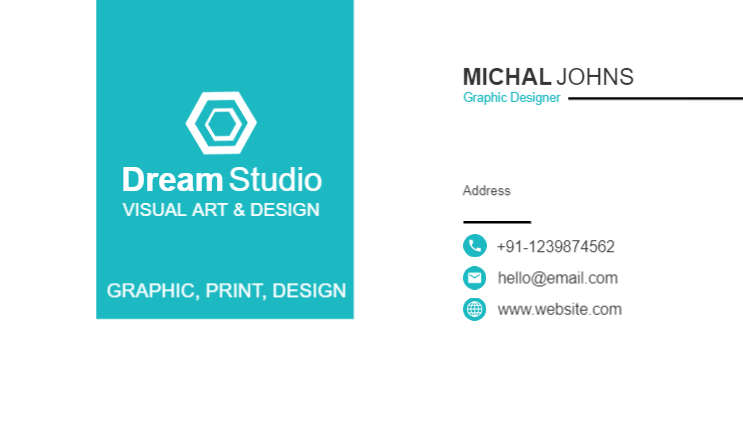 Dream Studio
VISUAL ART & DESIGN
GRAPHIC, PRINT, DESIGN
MICHAL JOHNS
Graphic Designer
Address
+91-1239874562
hello@email.com
www.website.com